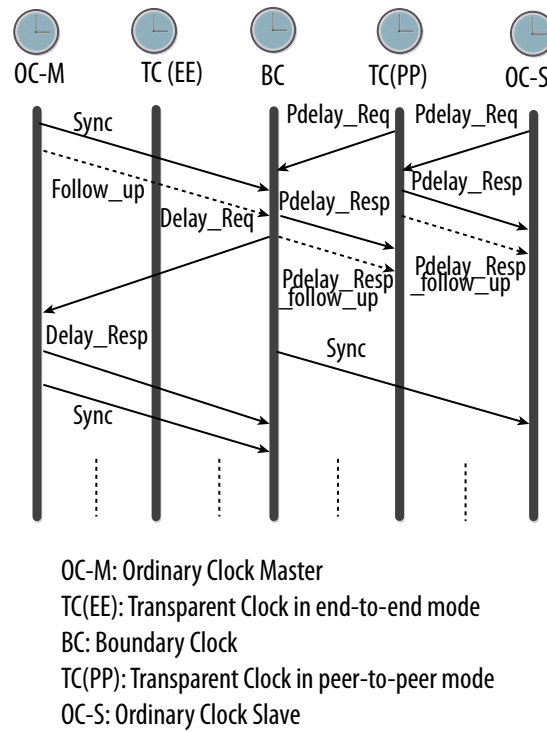 OC-M TC (EE) BC TC(PP) OC-S
Sync Pdelay_Req Pdelay_Req
Follow_up Pdelay_Resp Pdelay_Resp
Delay_Req
Pdelay_Resp Pdelay_Resp
_follow_up _follow_up
Delay_Resp Sync
Sync
OC-M: Ordinary Clock Master
TC(EE): Transparent Clock in end-to-end mode
BC: Boundary Clock
TC(PP): Transparent Clock in peer-to-peer mode
OC-S: Ordinary Clock Slave